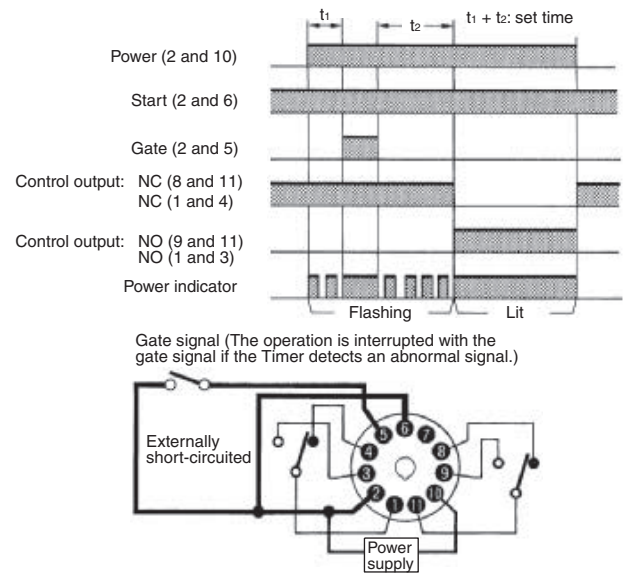 t1
t2
t1 + t2: set time
Power (2 and 10)
Start (2 and 6)
Gate (2 and 5)
Control output: NC (8 and 11)
NC (1 and 4)
Control output: NO (9 and 11)
NO (1 and 3)
Power indicator
Flashing
Lit
Gate signal (The operation is interrupted with the
gate signal if the Timer detects an abnormal signal.)
Externally
short-circuited
5
6
7
4
8
3
9
2
10
1
11
Power
supply